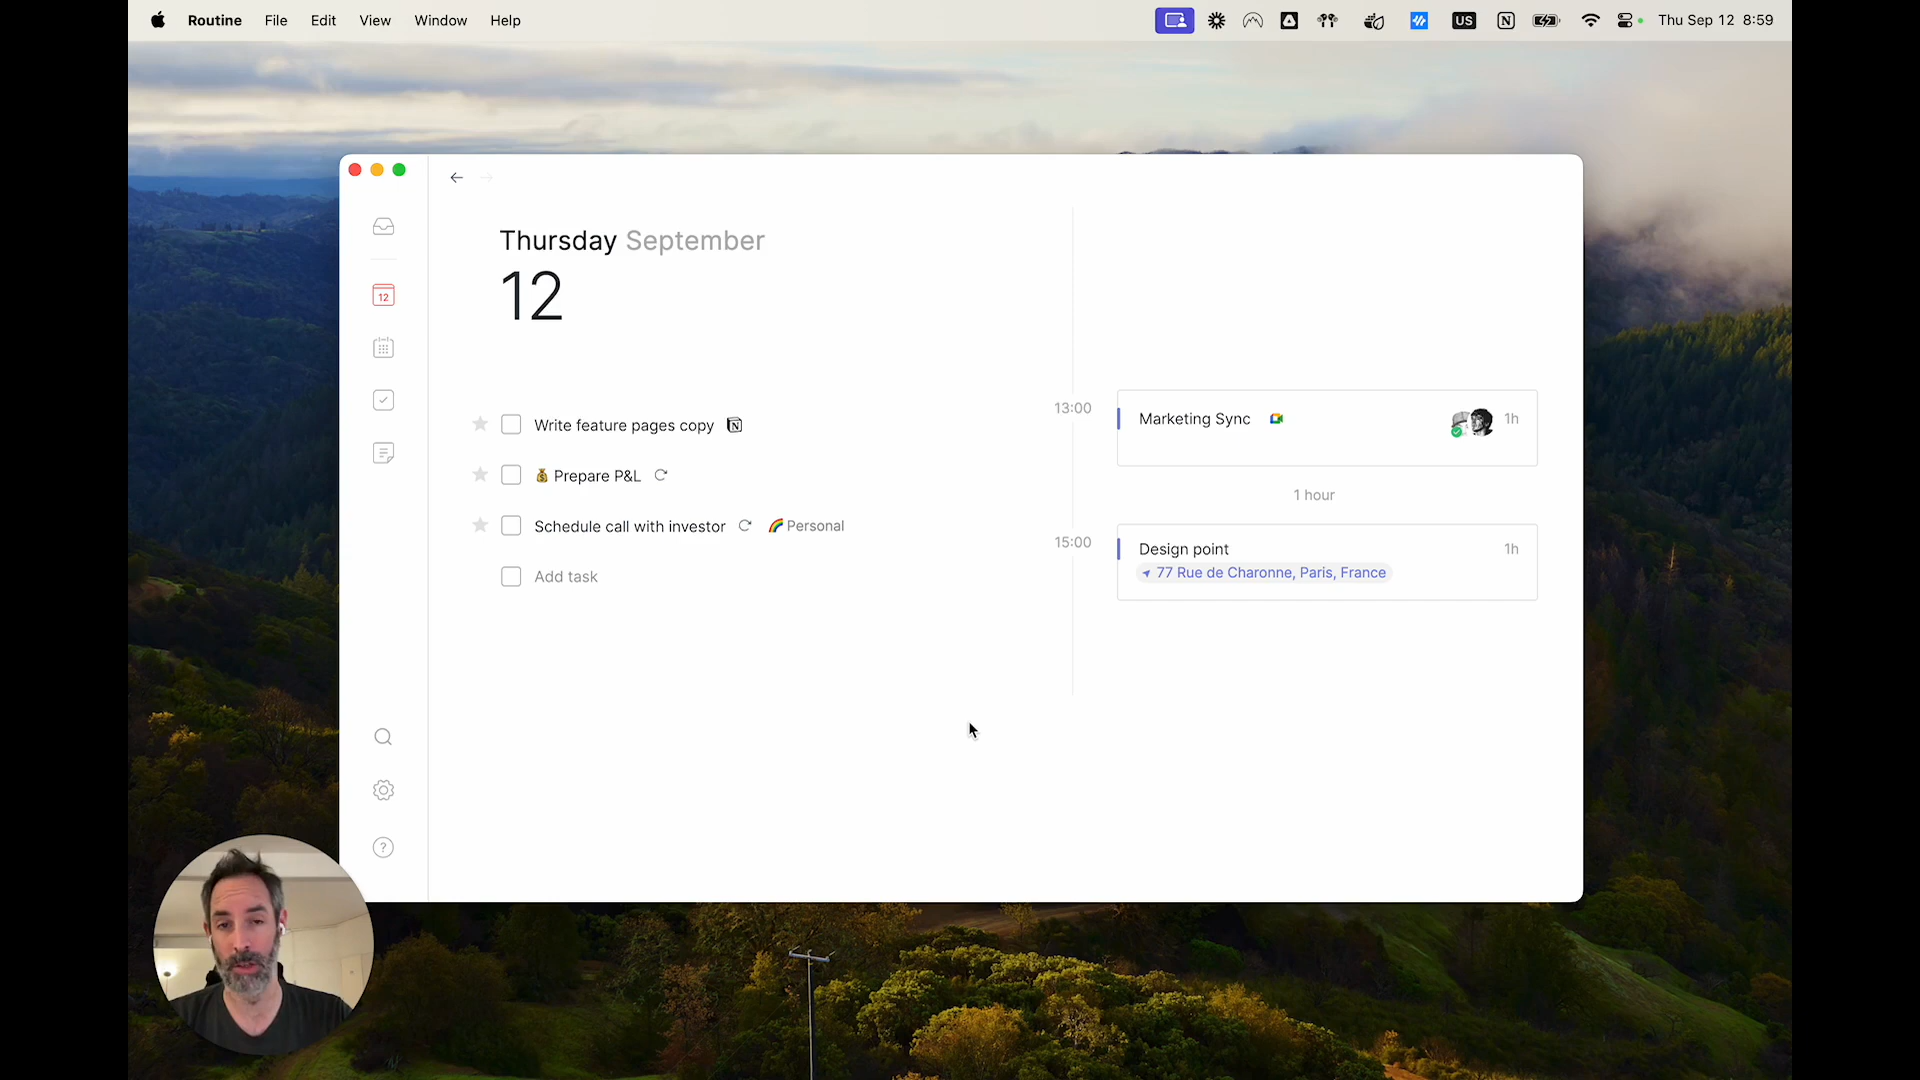 Routine File Edit View Window Help US N Thu Sep 12 8:59
Thursday September
12
12
Write feature pages copy
Prepare P&L
Schedule call with investor Personal
Add task
13:00
Marketing Sync 1h
1 hour
15:00
Design point 1h
77 Rue de Charonne, Paris, France
?